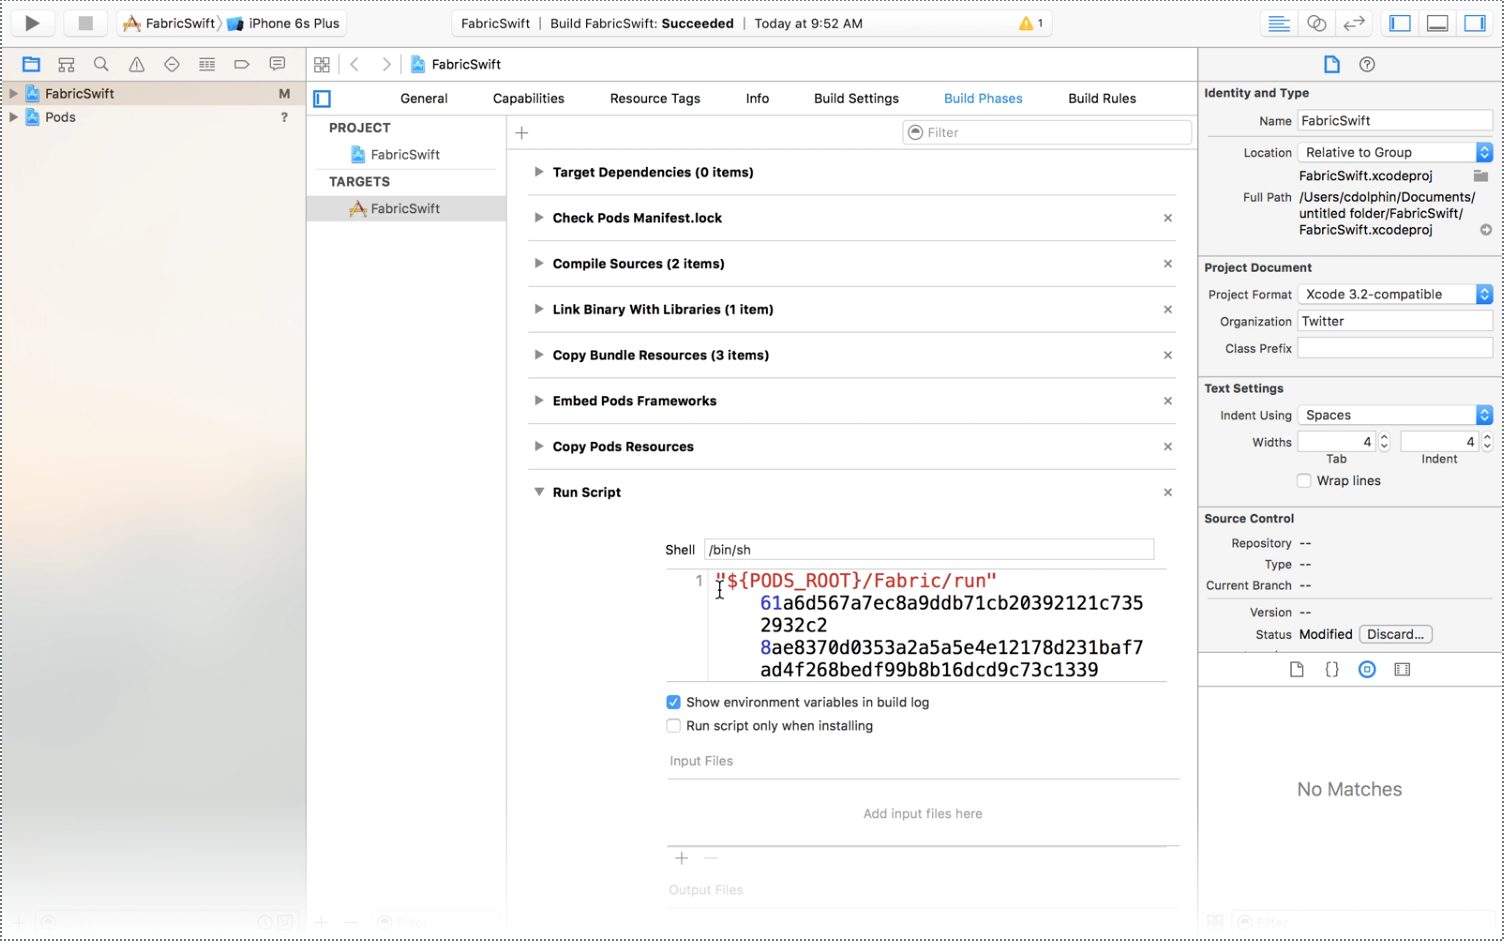 FabricSwift 〉 iPhone 6s Plus
FabricSwift | Build FabricSwift: Succeeded | Today at 9:52 AM
1
FabricSwift M
Pods ?
FabricSwift
General Capabilities Resource Tags Info Build Settings Build Phases Build Rules
PROJECT
FabricSwift
TARGETS
FabricSwift
Filter
Target Dependencies (0 items)
Check Pods Manifest.lock
Compile Sources (2 items)
Link Binary With Libraries (1 item)
Copy Bundle Resources (3 items)
Embed Pods Frameworks
Copy Pods Resources
Run Script
Shell /bin/sh
1 "${PODS_ROOT}/Fabric/run"
61a6d567a7ec8a9ddb71cb20392121c735
2932c2
8ae8370d0353a2a5a5e4e12178d231baf7
ad4f268bedf99b8b16dcd9c73c1339
Show environment variables in build log
Run script only when installing
Input Files
Add input files here
Output Files
Filter
Identity and Type
Name FabricSwift
Location Relative to Group
FabricSwift.xcodeproj
Full Path /Users/cdolphin/Documents/
untitled folder/FabricSwift/
FabricSwift.xcodeproj
Project Document
Project Format Xcode 3.2-compatible
Organization Twitter
Class Prefix
Text Settings
Indent Using Spaces
Widths 4 4
Tab Indent
Wrap lines
Source Control
Repository --
Type --
Current Branch --
Version --
Status Modified Discard...
{}
No Matches
Filter